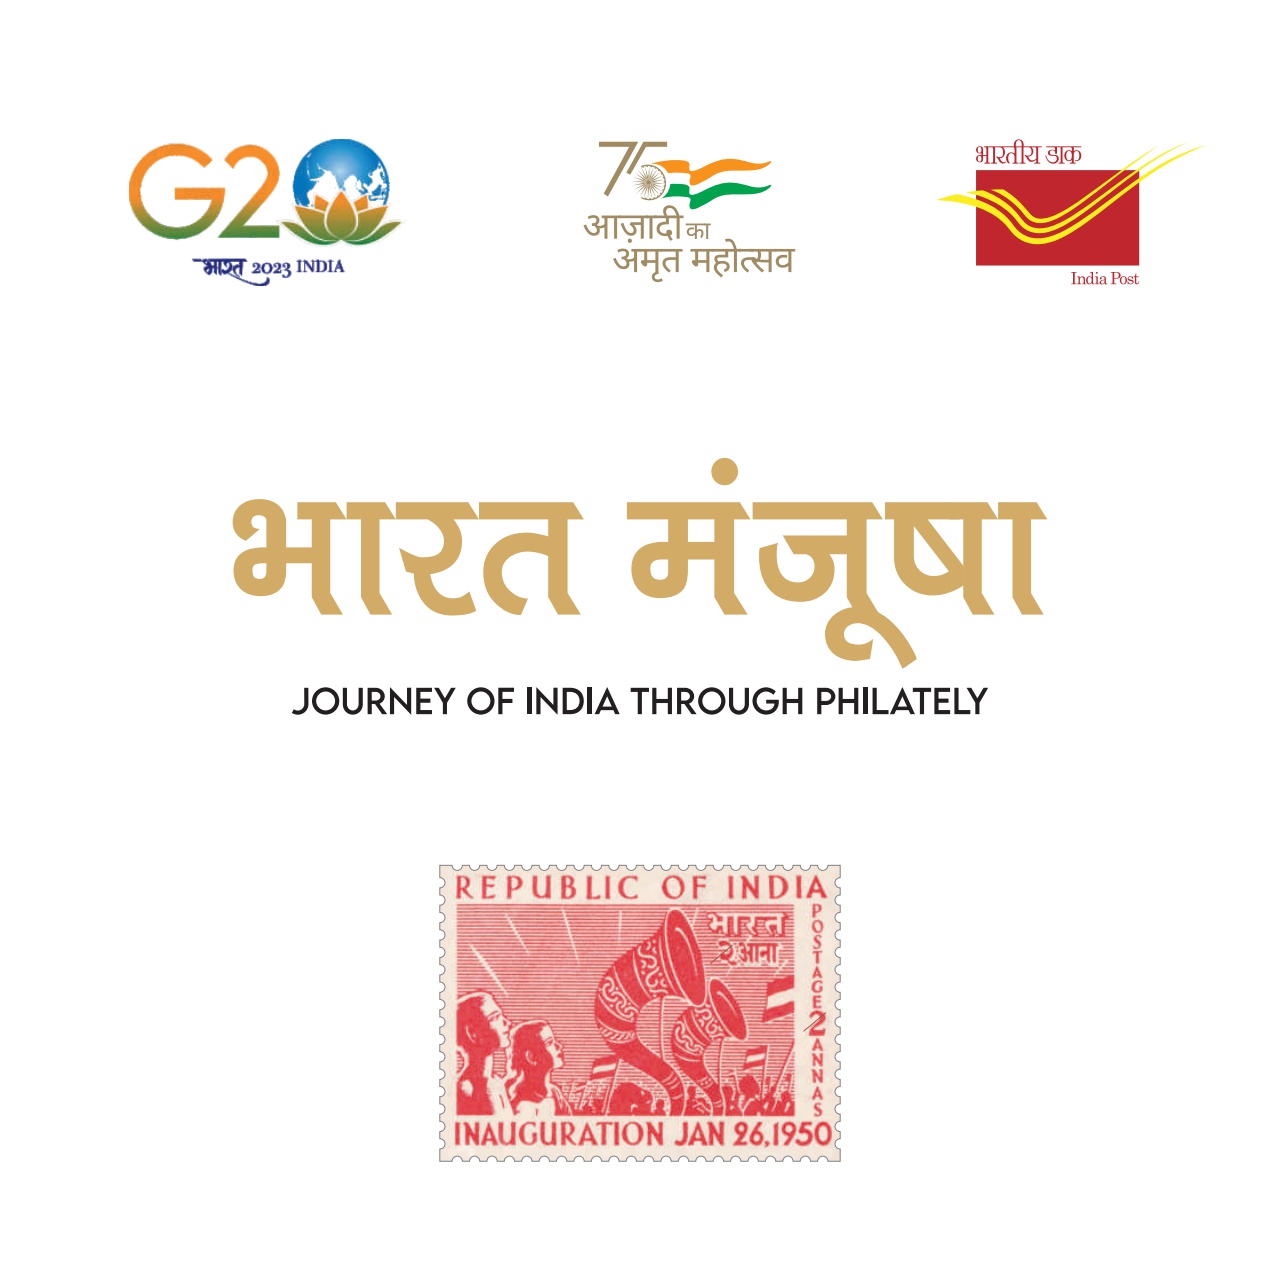 G20
भारत 2023 INDIA
75
आज़ादी का
अमृत महोत्सव
भारतीय डाक
India Post
भारत मंजूषा
JOURNEY OF INDIA THROUGH PHILATELY
REPUBLIC OF INDIA
भारत
२ आना
POSTAGE 2 ANNAS
INAUGURATION JAN 26,1950